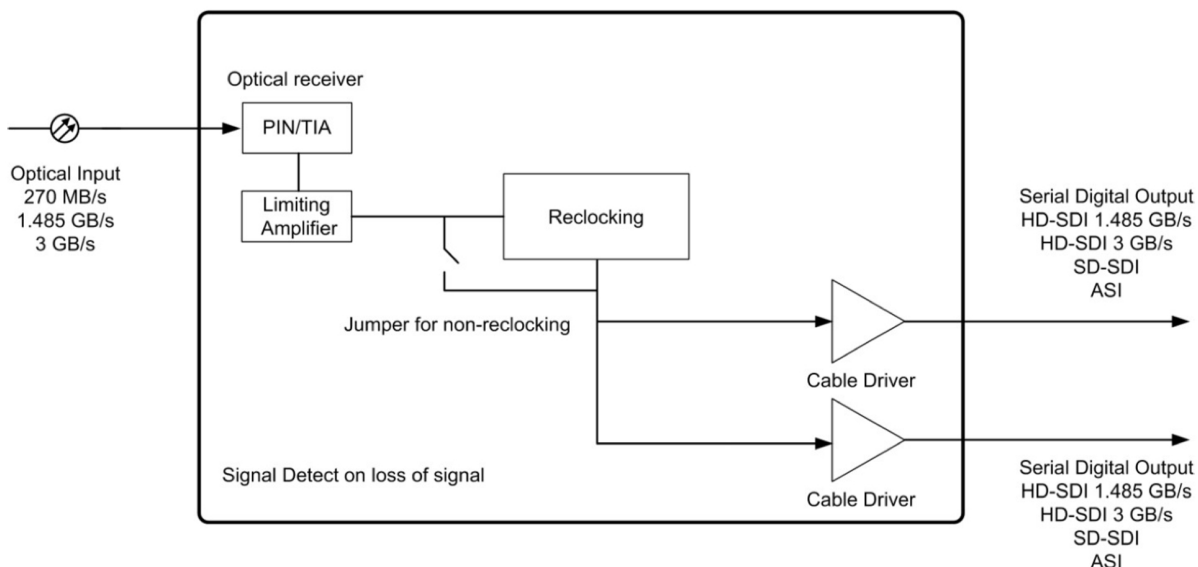 Optical receiver
PIN/TIA
Optical Input
270 MB/s
1.485 GB/s
3 GB/s
Limiting
Amplifier
Reclocking
Jumper for non-reclocking
Serial Digital Output
HD-SDI 1.485 GB/s
HD-SDI 3 GB/s
SD-SDI
ASI
Cable Driver
Signal Detect on loss of signal
Cable Driver
Serial Digital Output
HD-SDI 1.485 GB/s
HD-SDI 3 GB/s
SD-SDI
ASI